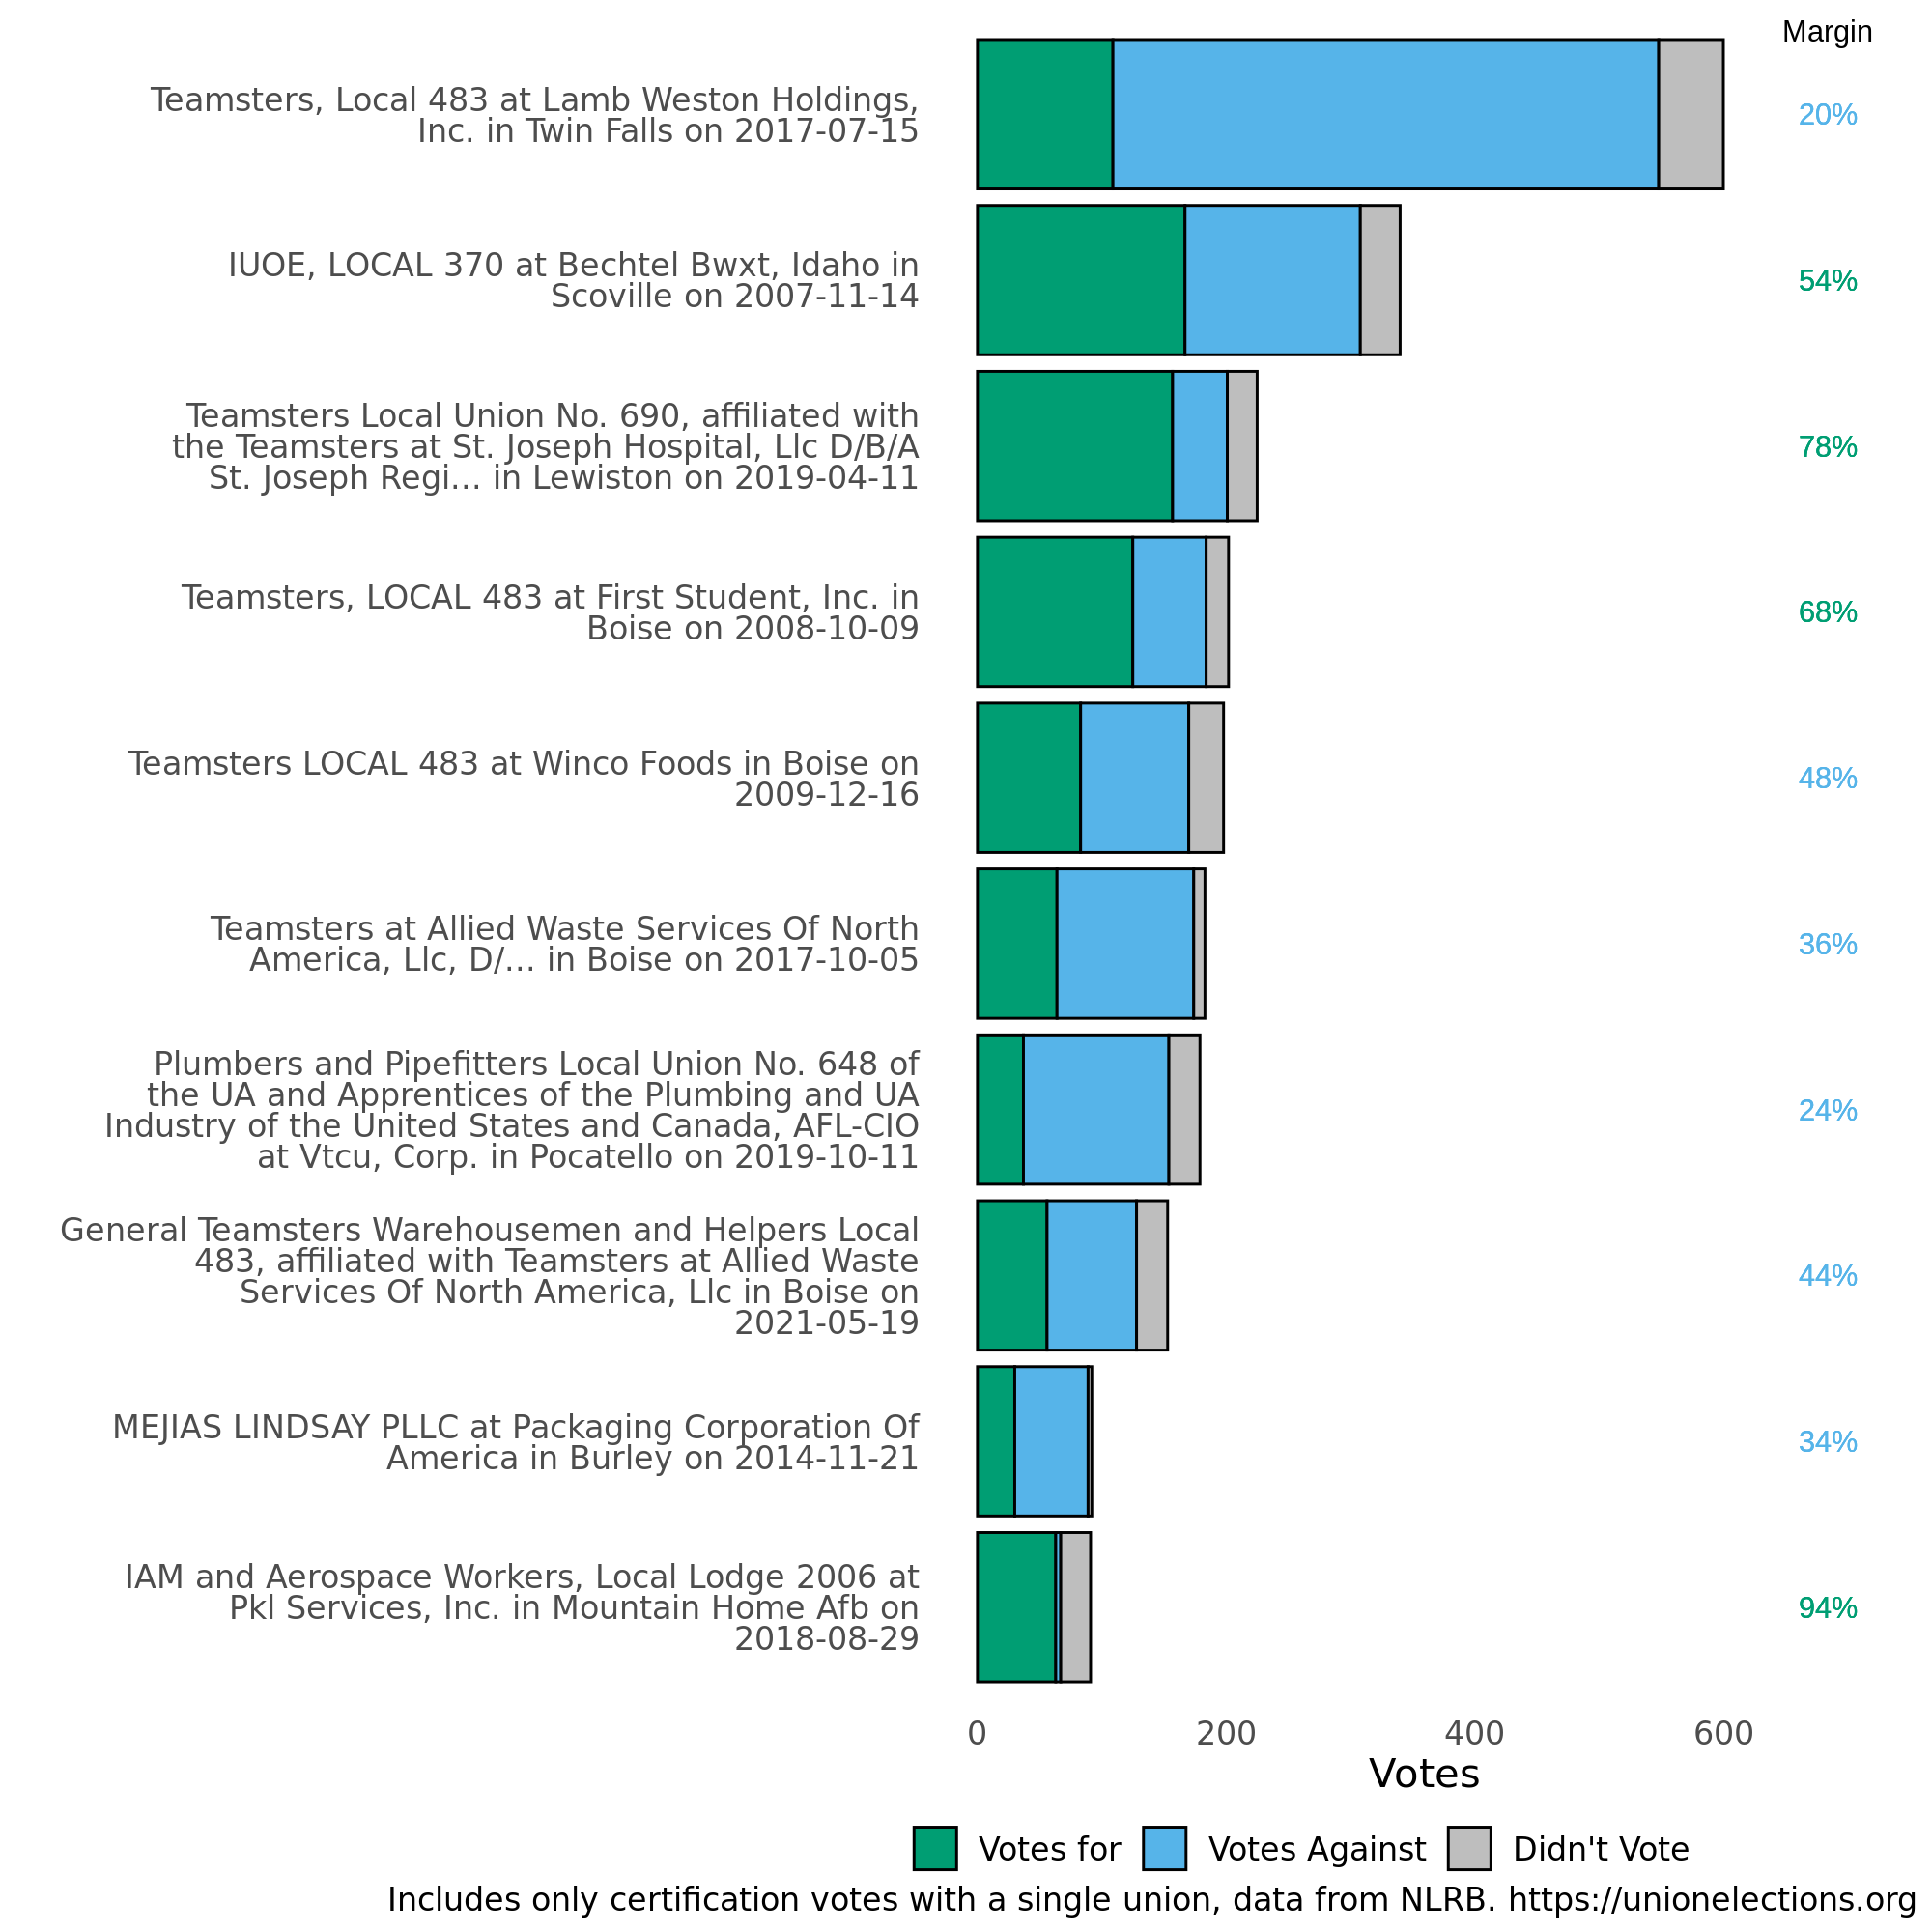 Margin
Teamsters, Local 483 at Lamb Weston Holdings,
Inc. in Twin Falls on 2017-07-15
20%
IUOE, LOCAL 370 at Bechtel Bwxt, Idaho in
Scoville on 2007-11-14
54%
Teamsters Local Union No. 690, affiliated with
the Teamsters at St. Joseph Hospital, Llc D/B/A
St. Joseph Regi... in Lewiston on 2019-04-11
78%
Teamsters, LOCAL 483 at First Student, Inc. in
Boise on 2008-10-09
68%
Teamsters LOCAL 483 at Winco Foods in Boise on
2009-12-16
48%
Teamsters at Allied Waste Services Of North
America, Llc, D/... in Boise on 2017-10-05
36%
Plumbers and Pipefitters Local Union No. 648 of
the UA and Apprentices of the Plumbing and UA
Industry of the United States and Canada, AFL-CIO
at Vtcu, Corp. in Pocatello on 2019-10-11
24%
General Teamsters Warehousemen and Helpers Local
483, affiliated with Teamsters at Allied Waste
Services Of North America, Llc in Boise on
2021-05-19
44%
MEJIAS LINDSAY PLLC at Packaging Corporation Of
America in Burley on 2014-11-21
34%
IAM and Aerospace Workers, Local Lodge 2006 at
Pkl Services, Inc. in Mountain Home Afb on
2018-08-29
94%
0 200 400 600
Votes
Votes for Votes Against Didn't Vote
Includes only certification votes with a single union, data from NLRB. https://unionelections.org